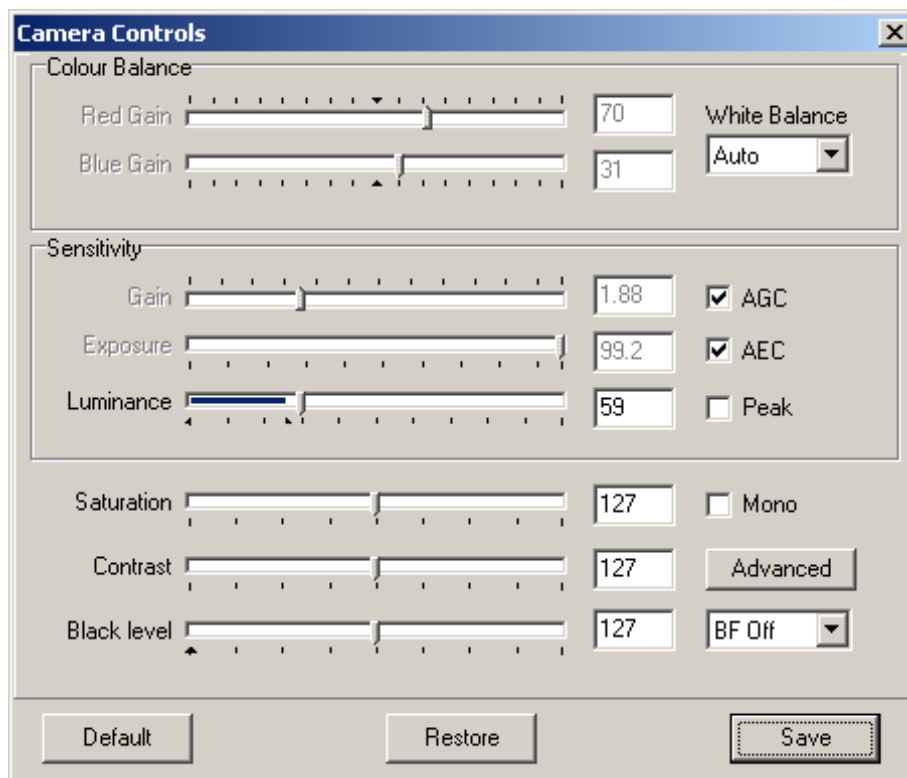 Camera Controls
Colour Balance
Red Gain 70 White Balance
Blue Gain 31 Auto
Sensitivity
Gain 1.88 AGC
Exposure 99.2 AEC
Luminance 59 Peak
Saturation 127 Mono
Contrast 127 Advanced
Black level 127 BF Off
Default Restore Save